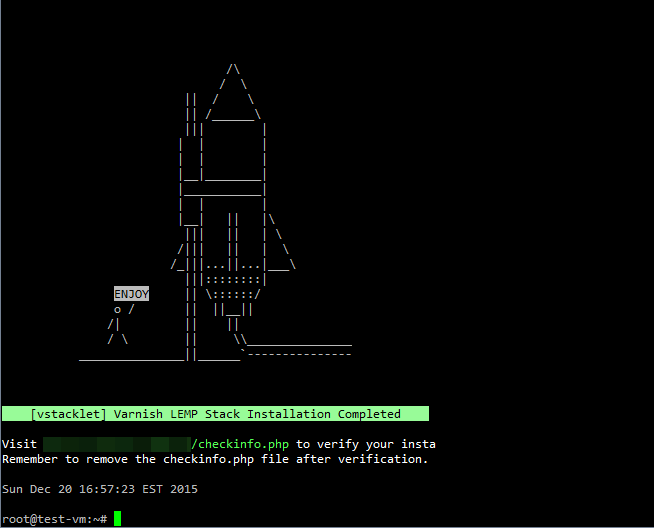 ENJOY
[vstacklet] Varnish LEMP Stack Installation Completed
Visit /checkinfo.php to verify your insta
Remember to remove the checkinfo.php file after verification.
Sun Dec 20 16:57:23 EST 2015
root@test-vm:~#